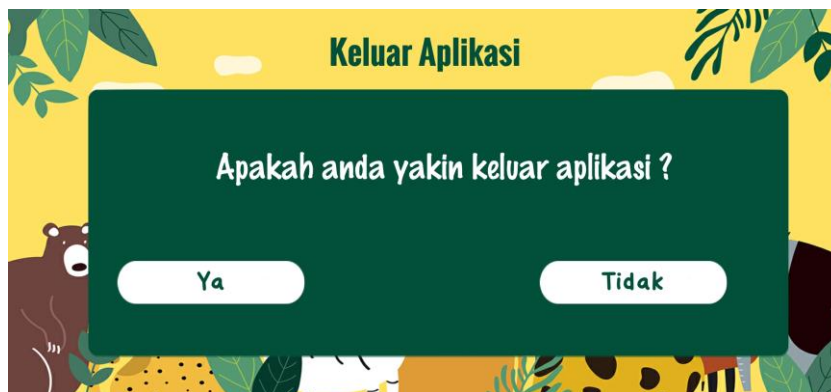 Keluar Aplikasi
Apakah anda yakin keluar aplikasi ?
Ya
Tidak